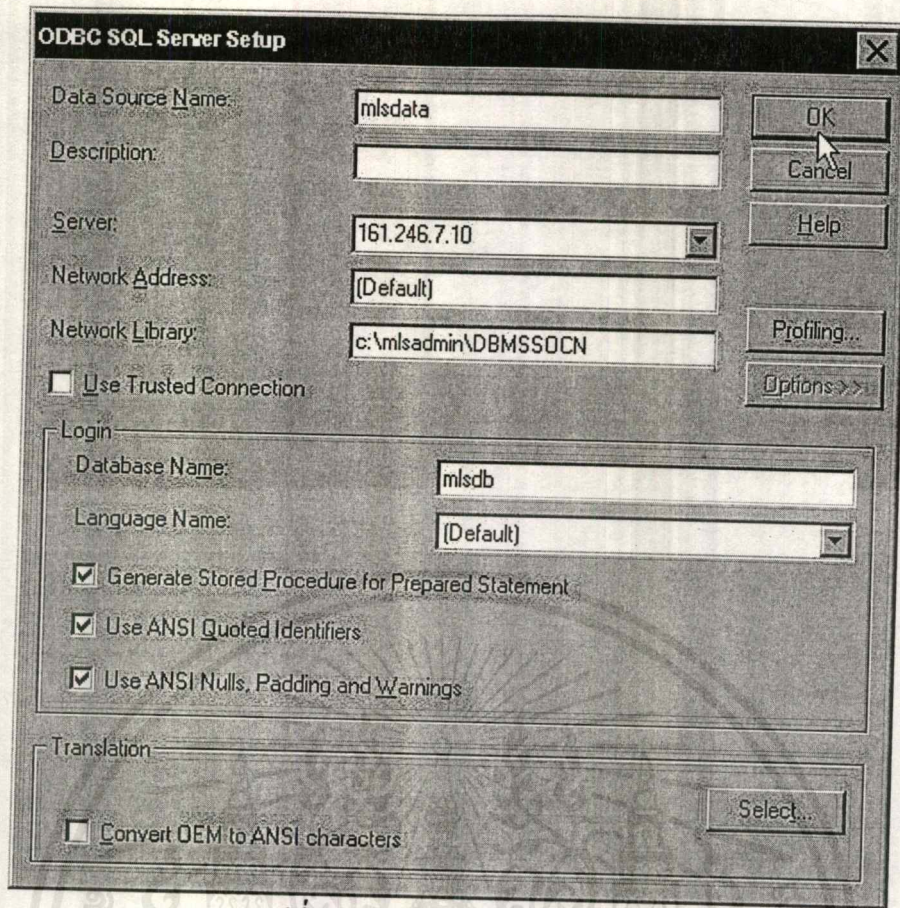 ODBC SQL Server Setup
Data Source Name:
mlsdata
OK
Description:
Cancel
Server:
161.246.7.10
Help
Network Address:
(Default)
Network Library:
c:\mlsadmin\DBMSSOCN
Profiling...
Use Trusted Connection
Options >>
Login
Database Name:
mlsdb
Language Name:
(Default)
Generate Stored Procedure for Prepared Statement
Use ANSI Quoted Identifiers
Use ANSI Nulls, Padding and Warnings
Translation
Select...
Convert OEM to ANSI characters